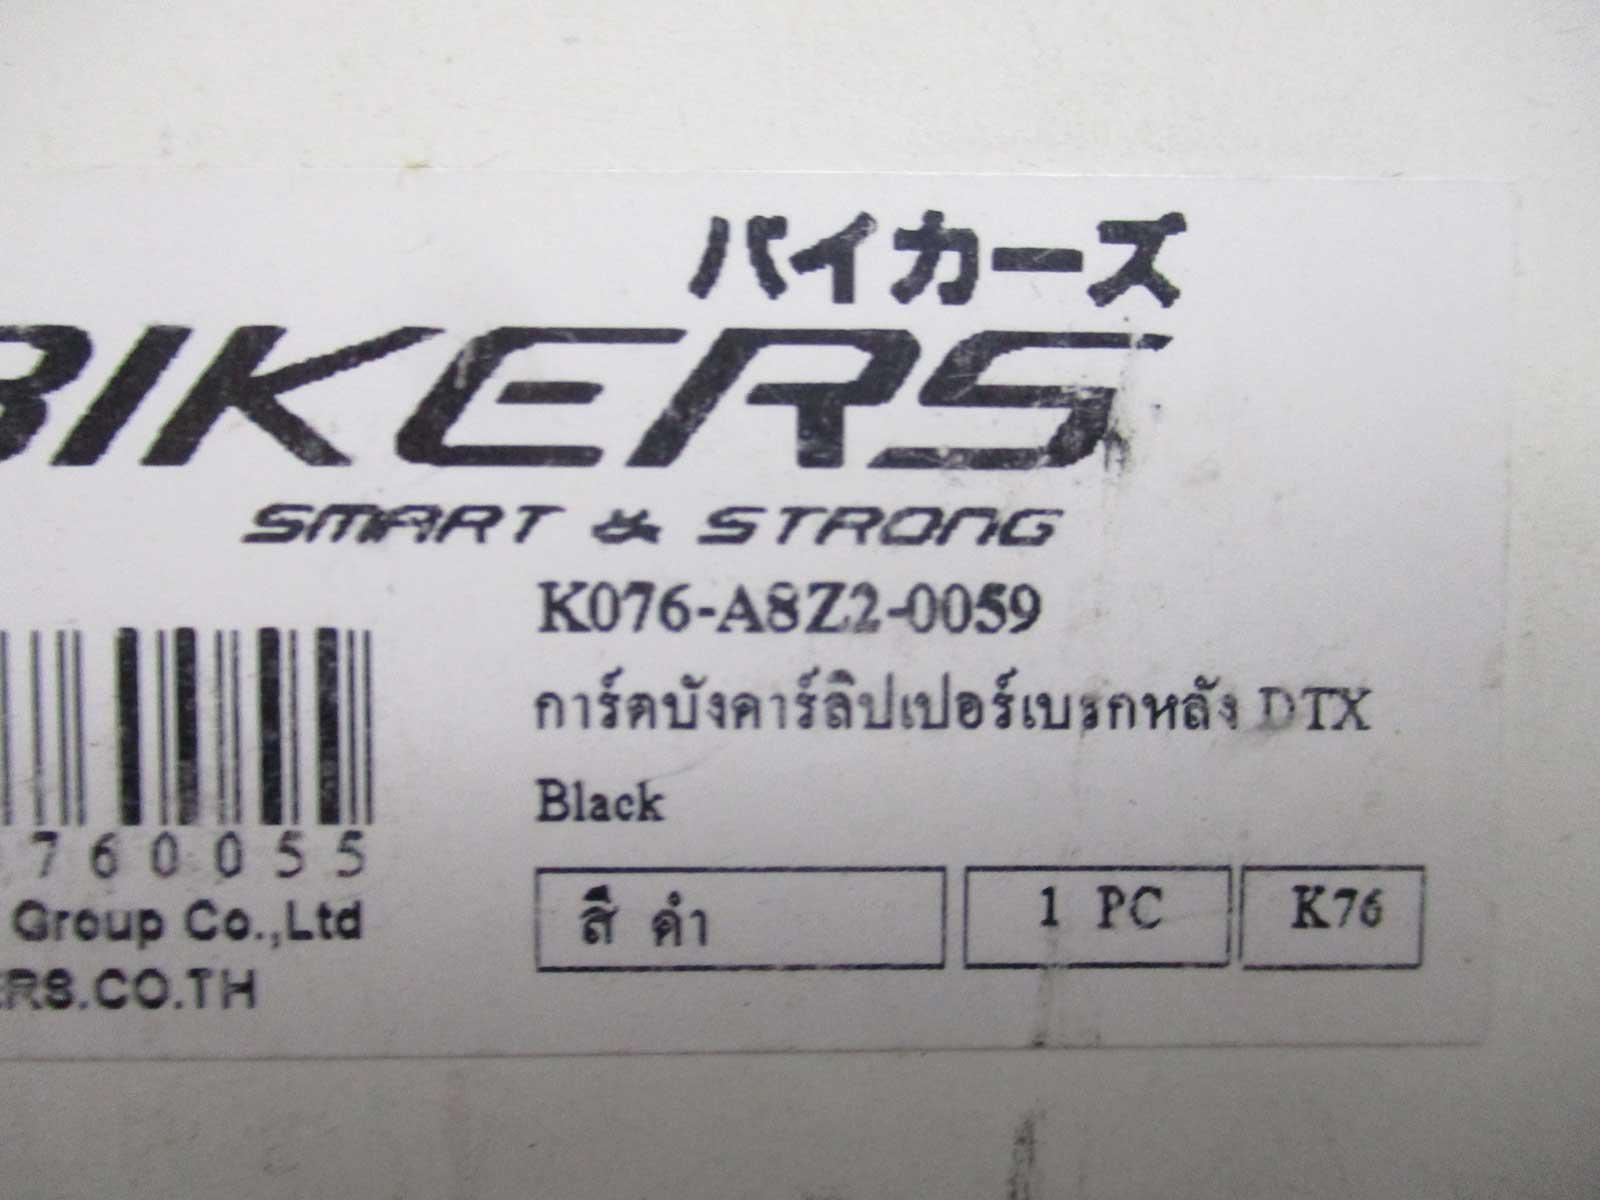 バイカーズ
BIKERS
SMART & STRONG
K076-A8Z2-0059
การ์ดบังคาร์ลิปเปอร์เบรกหลัง DTX
Black
760055
Group Co.,Ltd
ERS.CO.TH
สี ดำ
1 PC
K76